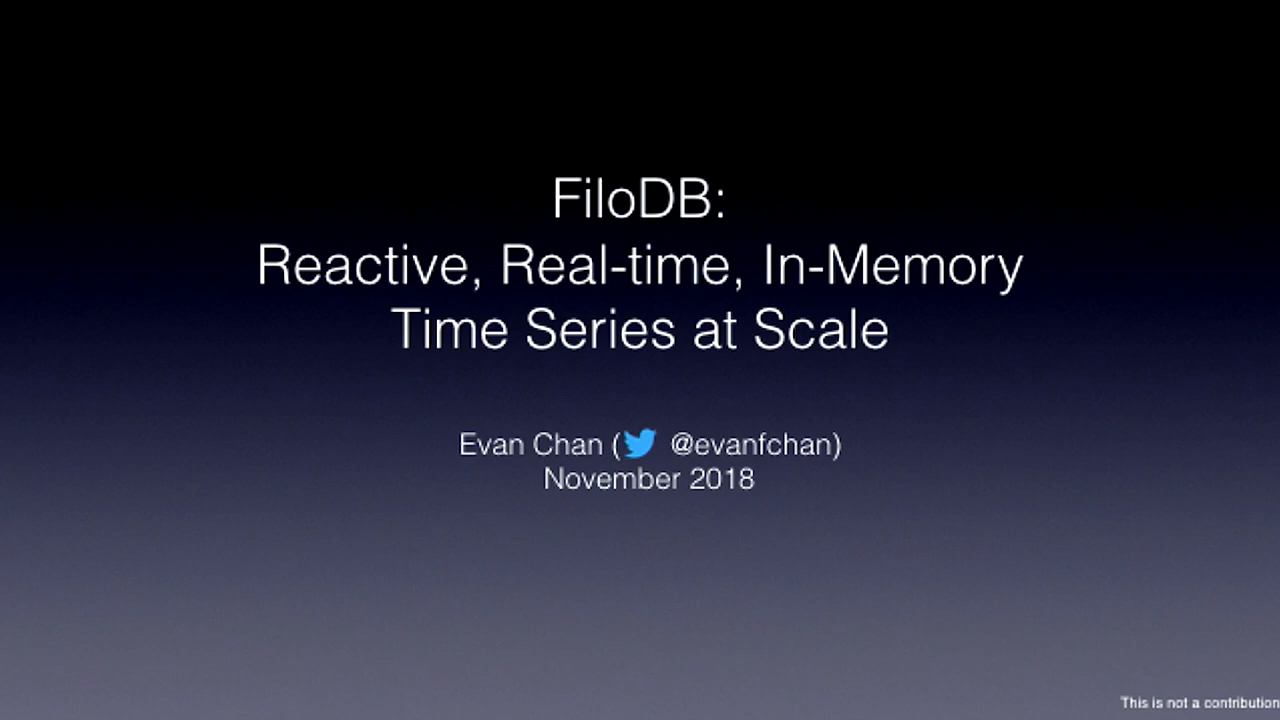 FiloDB:
Reactive, Real-time, In-Memory
Time Series at Scale
Evan Chan ( @evanfchan)
November 2018
This is not a contribution